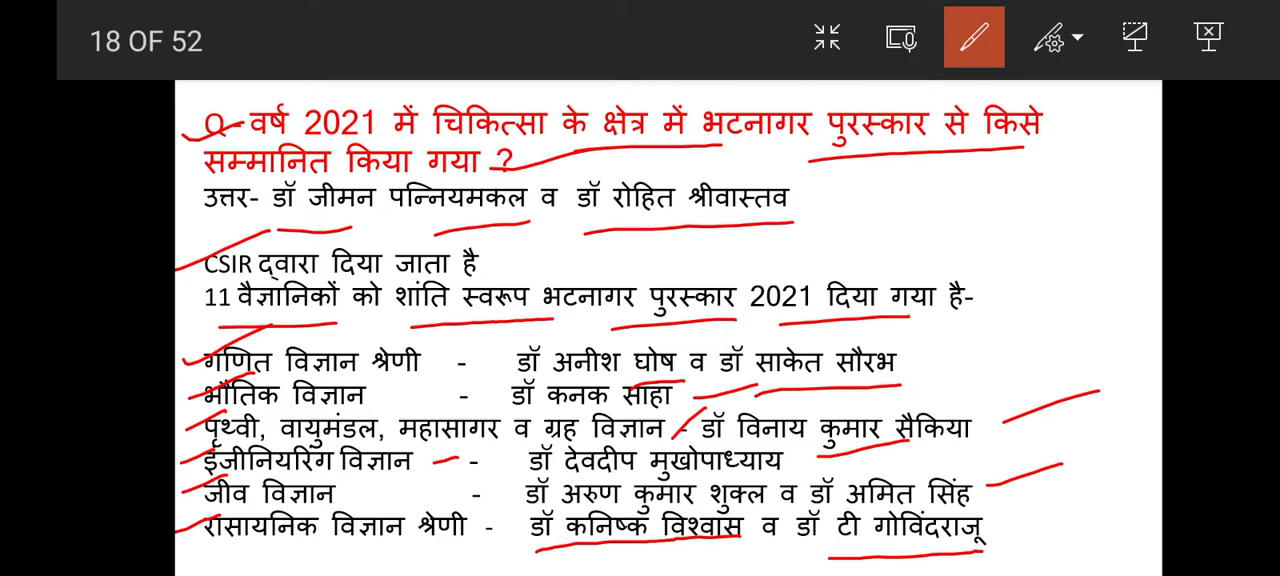 18 OF 52
Q - वर्ष 2021 में चिकित्सा के क्षेत्र में भटनागर पुरस्कार से किसे
सम्मानित किया गया ?
उत्तर- डॉ जीमन पन्नियमकल व डॉ रोहित श्रीवास्तव
CSIR द्वारा दिया जाता है
11 वैज्ञानिकों को शांति स्वरूप भटनागर पुरस्कार 2021 दिया गया है-
गणित विज्ञान श्रेणी - डॉ अनीश घोष व डॉ साकेत सौरभ
भौतिक विज्ञान - डॉ कनक साहा
पृथ्वी, वायुमंडल, महासागर व ग्रह विज्ञान - डॉ विनाय कुमार सैकिया
इंजीनियरिंग विज्ञान - डॉ देवदीप मुखोपाध्याय
जीव विज्ञान - डॉ अरुण कुमार शुक्ल व डॉ अमित सिंह
रासायनिक विज्ञान श्रेणी - डॉ कनिष्क विश्वास व डॉ टी गोविंदराजू